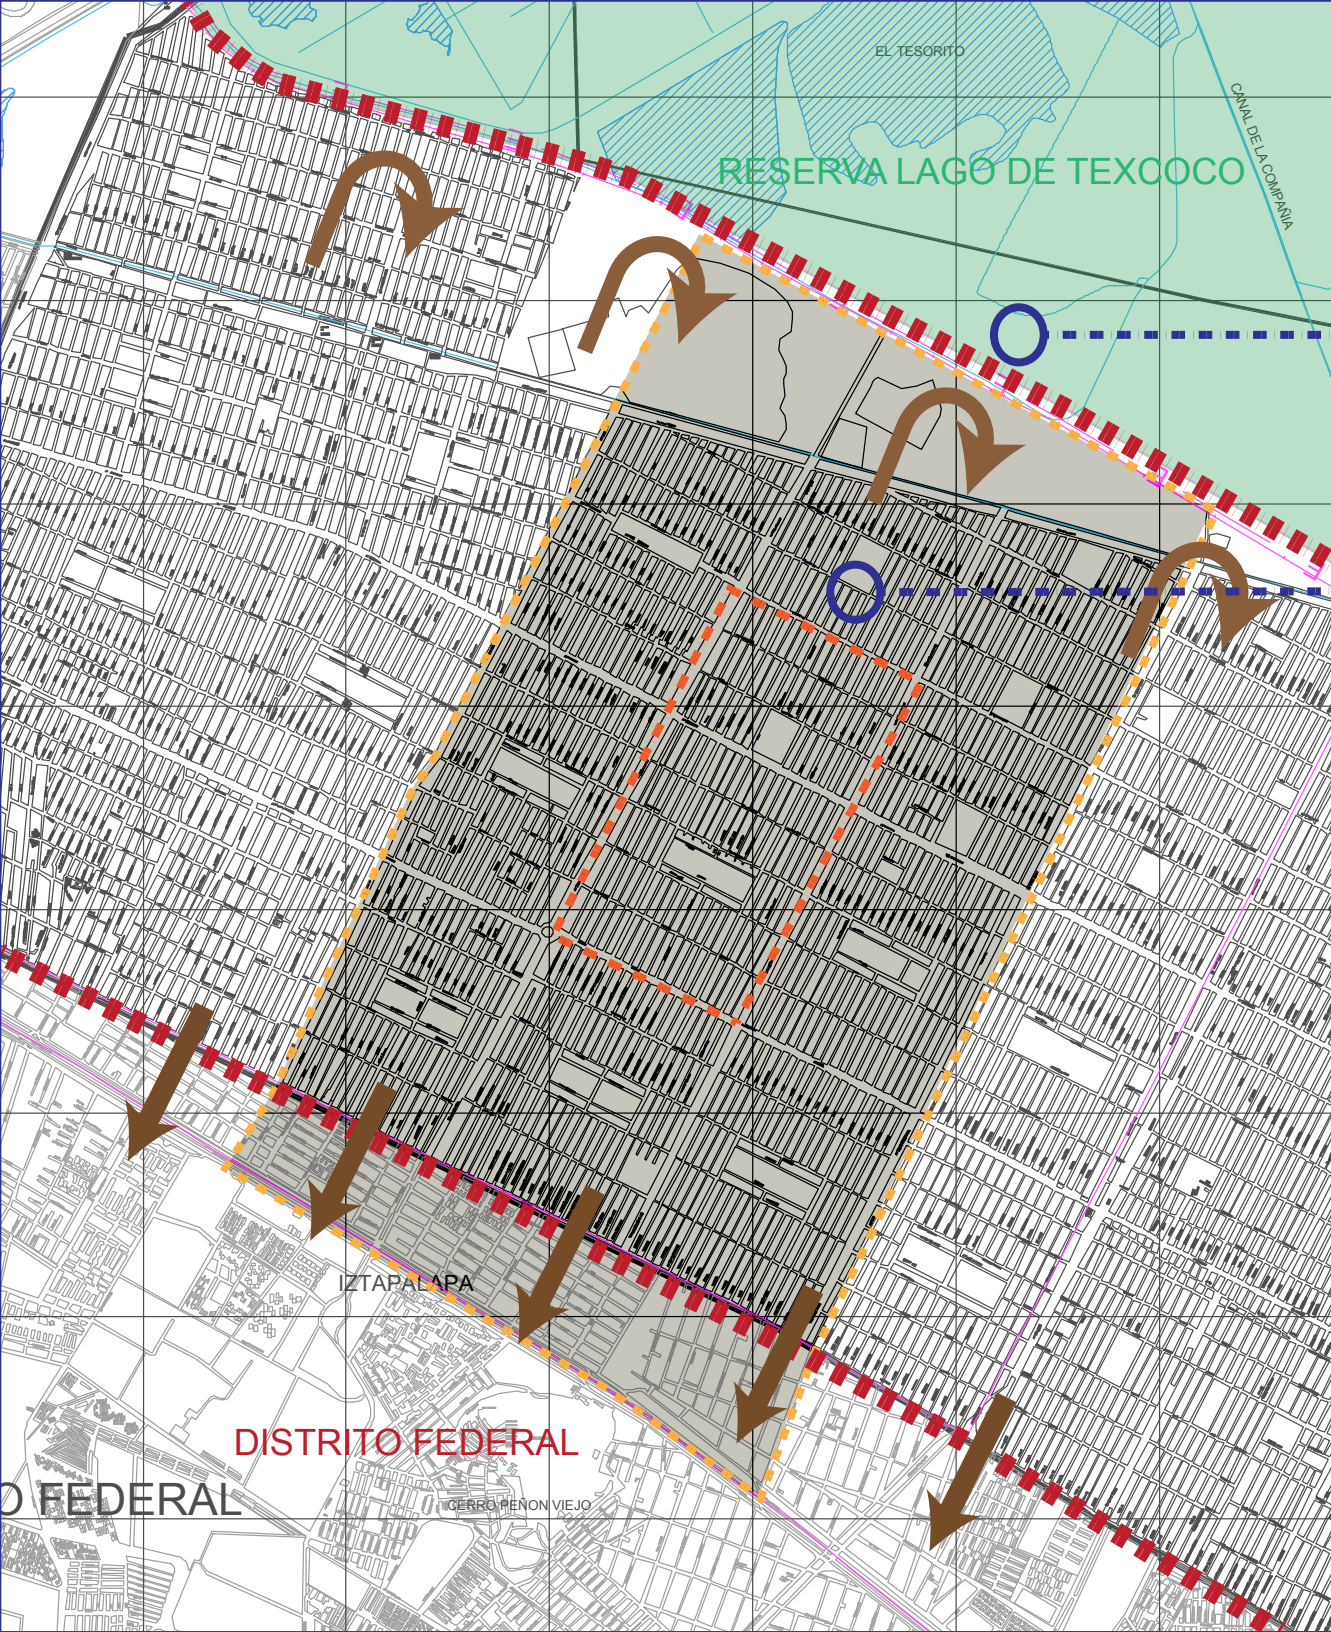 EL TESORITO
CANAL DE LA COMPAÑIA
RESERVA LAGO DE TEXCOCO
IZTAPALAPA
DISTRITO FEDERAL
O FEDERAL
CERRO PEÑON VIEJO